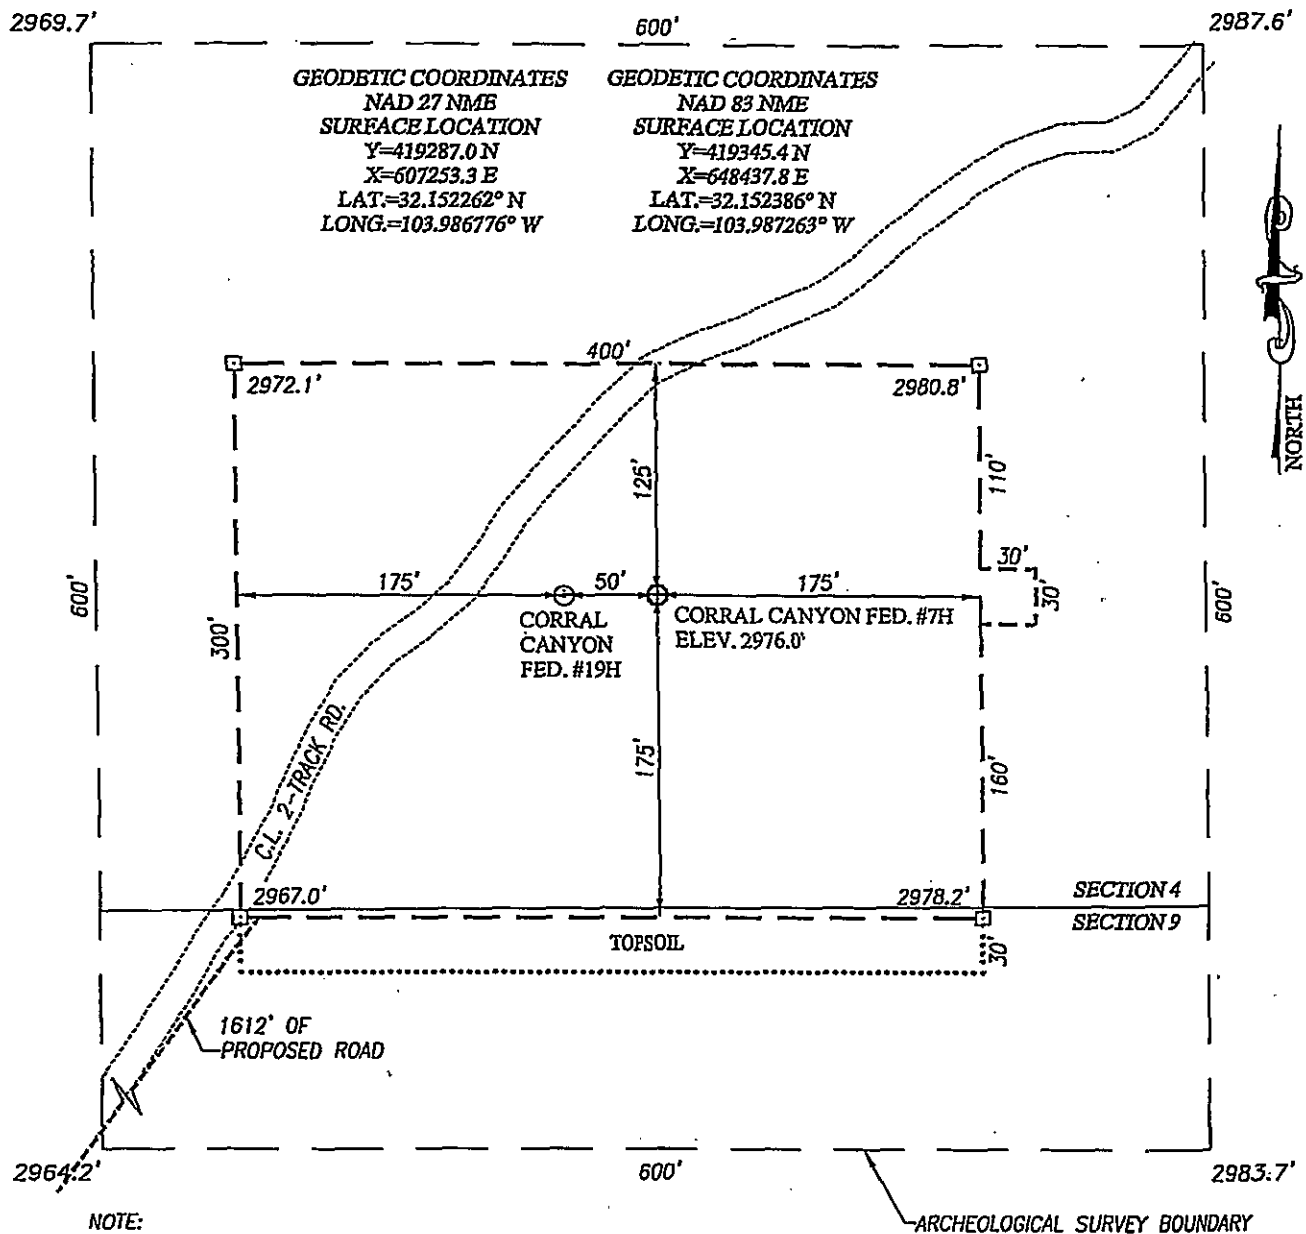 2969.7'
600'
2987.6'
GEODETIC COORDINATES
NAD 27 NME
SURFACE LOCATION
Y=419287.0 N
X=607253.3 E
LAT.=32.152262° N
LONG.=103.986776° W
GEODETIC COORDINATES
NAD 83 NME
SURFACE LOCATION
Y=419345.4 N
X=648437.8 E
LAT.=32.152386° N
LONG.=103.987263° W
NORTH
400'
2972.1'
2980.8'
125'
110'
600'
300'
175'
50'
175'
30'
30'
600'
CORRAL
CANYON
FED. #19H
CORRAL CANYON FED. #7H
ELEV. 2976.0'
C.L. 2-TRACK RD.
175'
160'
2967.0'
2978.2'
SECTION 4
SECTION 9
TOPSOIL
30'
1612' OF
PROPOSED ROAD
2964.2'
600'
2983.7'
NOTE:
ARCHEOLOGICAL SURVEY BOUNDARY